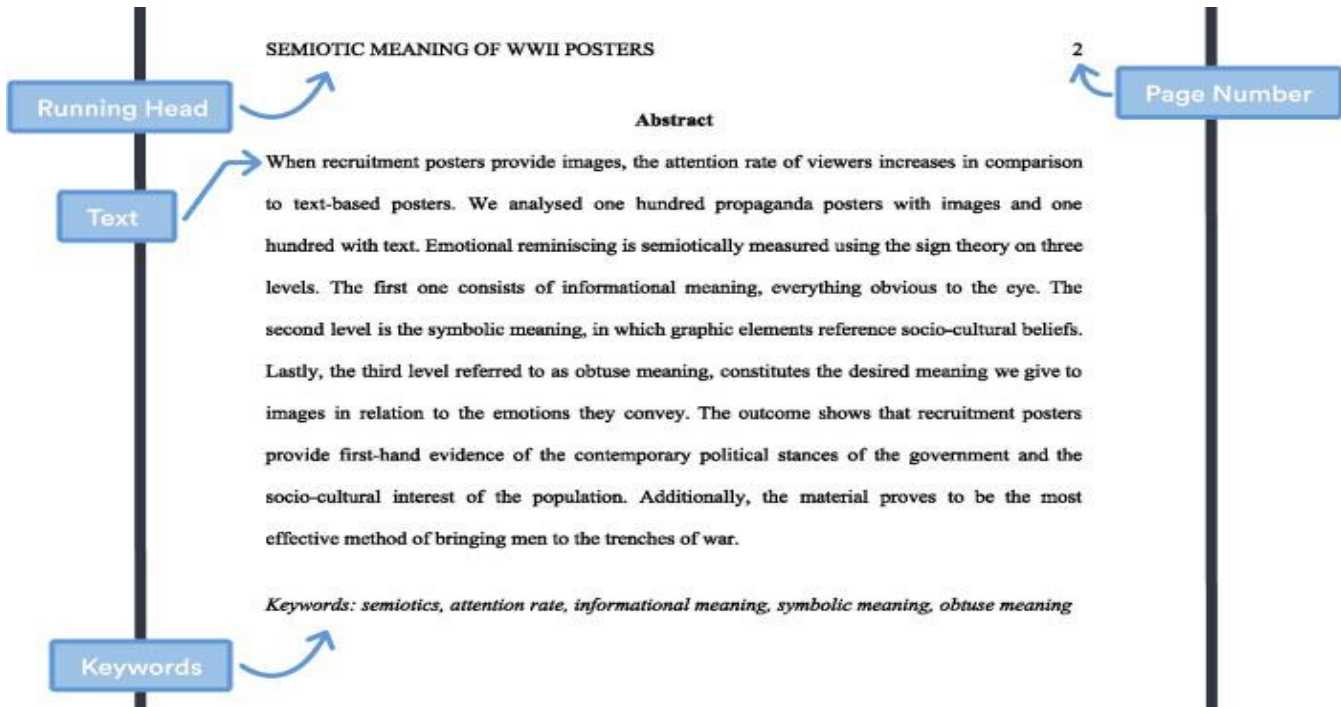 SEMIOTIC MEANING OF WWII POSTERS 2
Running Head
Page Number
Abstract
When recruitment posters provide images, the attention rate of viewers increases in comparison
Text
to text-based posters. We analysed one hundred propaganda posters with images and one
hundred with text. Emotional reminiscing is semiotically measured using the sign theory on three
levels. The first one consists of informational meaning, everything obvious to the eye. The
second level is the symbolic meaning, in which graphic elements reference socio-cultural beliefs.
Lastly, the third level referred to as obtuse meaning, constitutes the desired meaning we give to
images in relation to the emotions they convey. The outcome shows that recruitment posters
provide first-hand evidence of the contemporary political stances of the government and the
socio-cultural interest of the population. Additionally, the material proves to be the most
effective method of bringing men to the trenches of war.
Keywords: semiotics, attention rate, informational meaning, symbolic meaning, obtuse meaning
Keywords